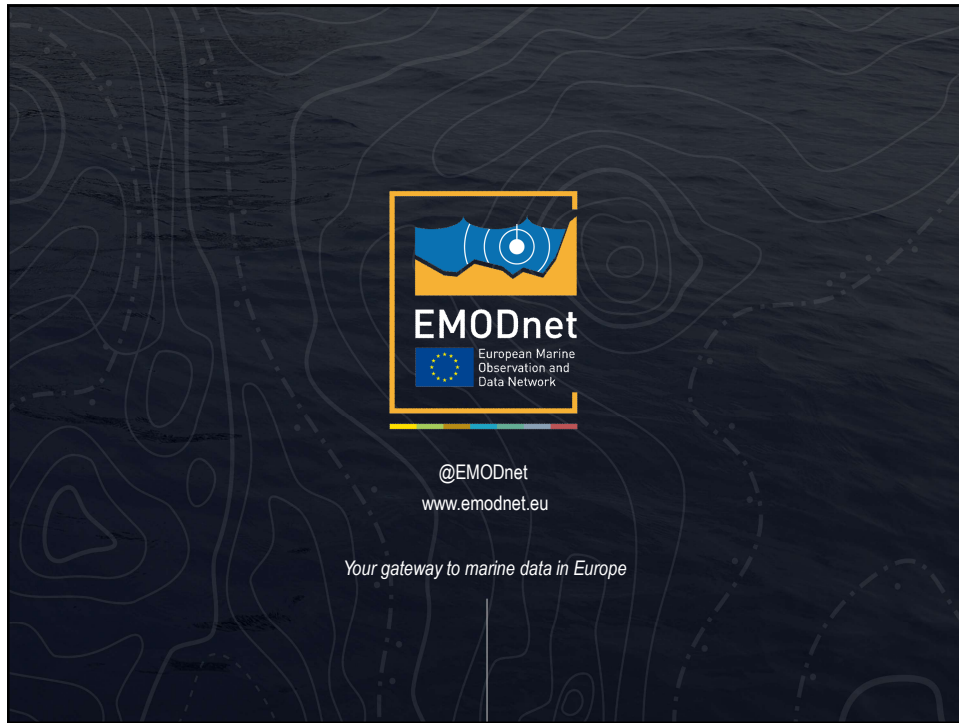 EMODnet
European Marine
Observation and
Data Network
@EMODnet
www.emodnet.eu
Your gateway to marine data in Europe